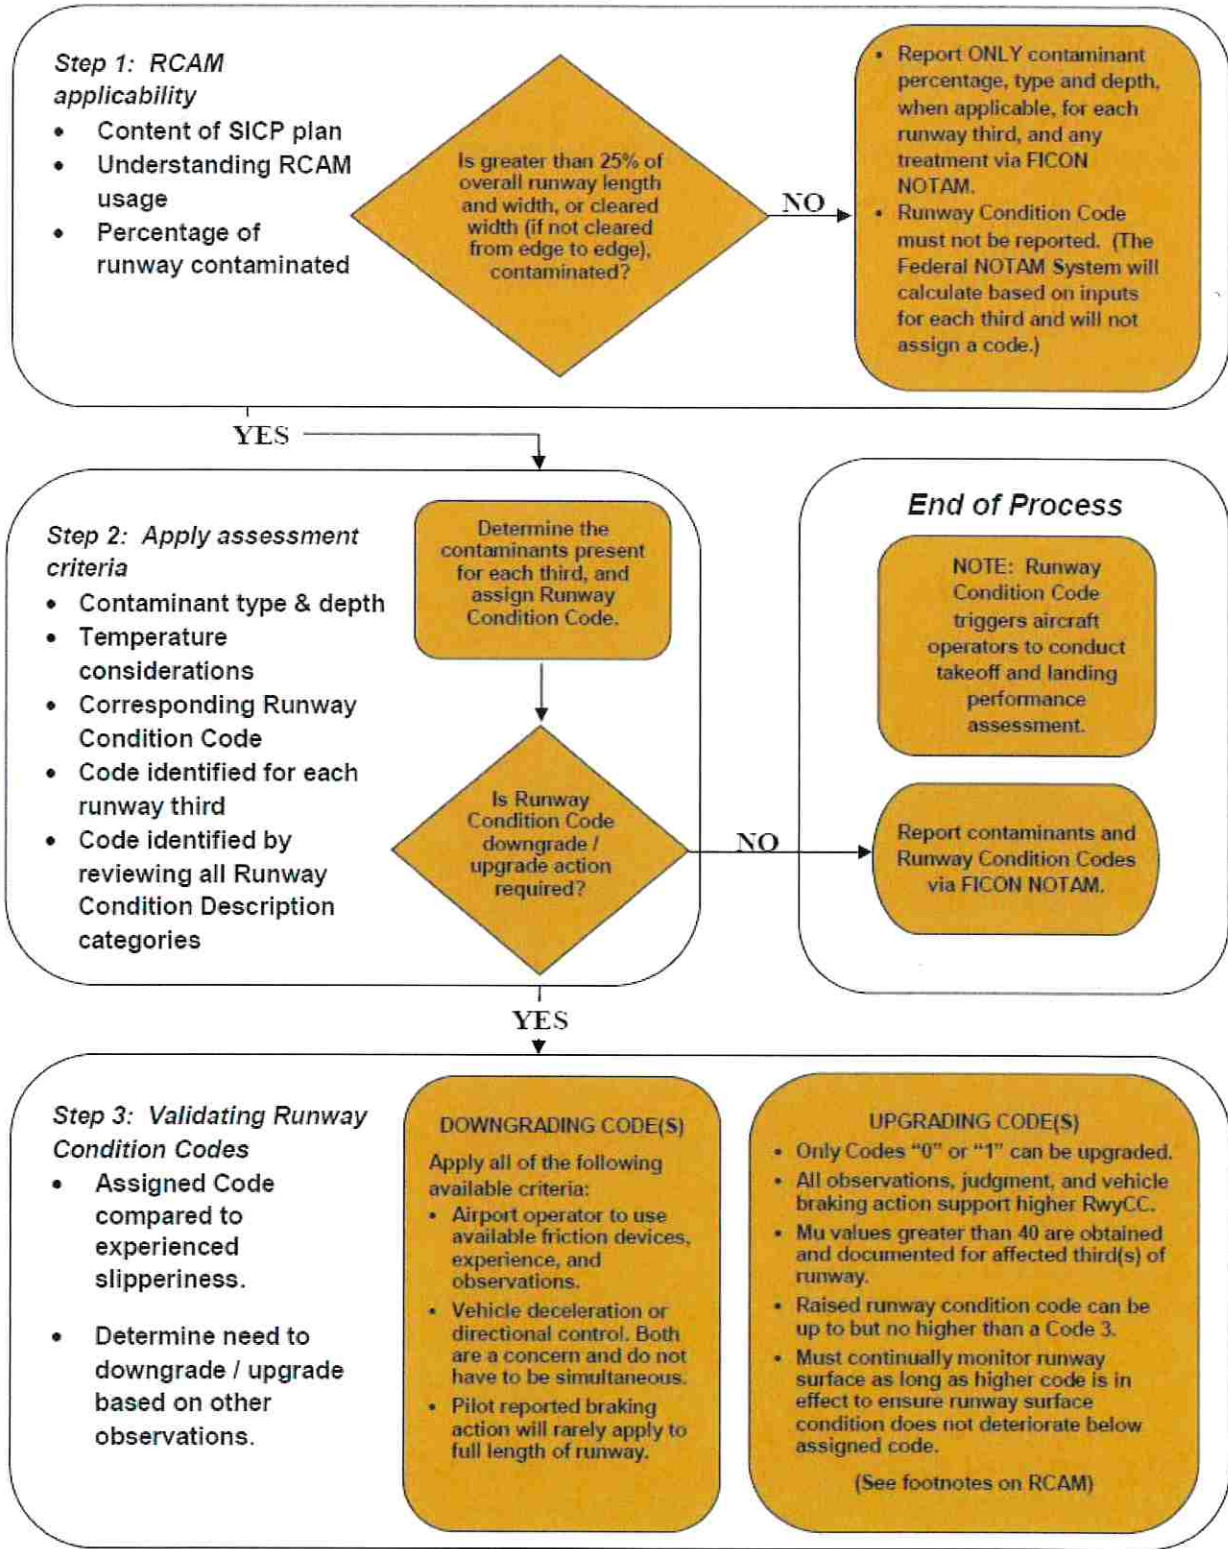 Step 1:  RCAM
applicability
• Content of SICP plan
• Understanding RCAM
usage
• Percentage of
runway contaminated
Is greater than 25% of
overall runway length
and width, or cleared
width (if not cleared
from edge to edge),
contaminated?
NO
• Report ONLY contaminant
percentage, type and depth,
when applicable, for each
runway third, and any
treatment via FICON
NOTAM.
• Runway Condition Code
must not be reported. (The
Federal NOTAM System will
calculate based on inputs
for each third and will not
assign a code.)
YES
Step 2:  Apply assessment
criteria
• Contaminant type & depth
• Temperature
considerations
• Corresponding Runway
Condition Code
• Code identified for each
runway third
• Code identified by
reviewing all Runway
Condition Description
categories
Determine the
contaminants present
for each third, and
assign Runway
Condition Code.
Is Runway
Condition Code
downgrade /
upgrade action
required?
NO
End of Process
NOTE:  Runway
Condition Code
triggers aircraft
operators to conduct
takeoff and landing
performance
assessment.
Report contaminants and
Runway Condition Codes
via FICON NOTAM.
YES
Step 3:  Validating Runway
Condition Codes
• Assigned Code
compared to
experienced
slipperiness.
• Determine need to
downgrade / upgrade
based on other
observations.
DOWNGRADING CODE(S)
Apply all of the following
available criteria:
• Airport operator to use
available friction devices,
experience, and
observations.
• Vehicle deceleration or
directional control. Both
are a concern and do not
have to be simultaneous.
• Pilot reported braking
action will rarely apply to
full length of runway.
UPGRADING CODE(S)
• Only Codes “0” or “1” can be upgraded.
• All observations, judgment, and vehicle
braking action support higher RwyCC.
• Mu values greater than 40 are obtained
and documented for affected third(s) of
runway.
• Raised runway condition code can be
up to but no higher than a Code 3.
• Must continually monitor runway
surface as long as higher code is in
effect to ensure runway surface
condition does not deteriorate below
assigned code.
(See footnotes on RCAM)